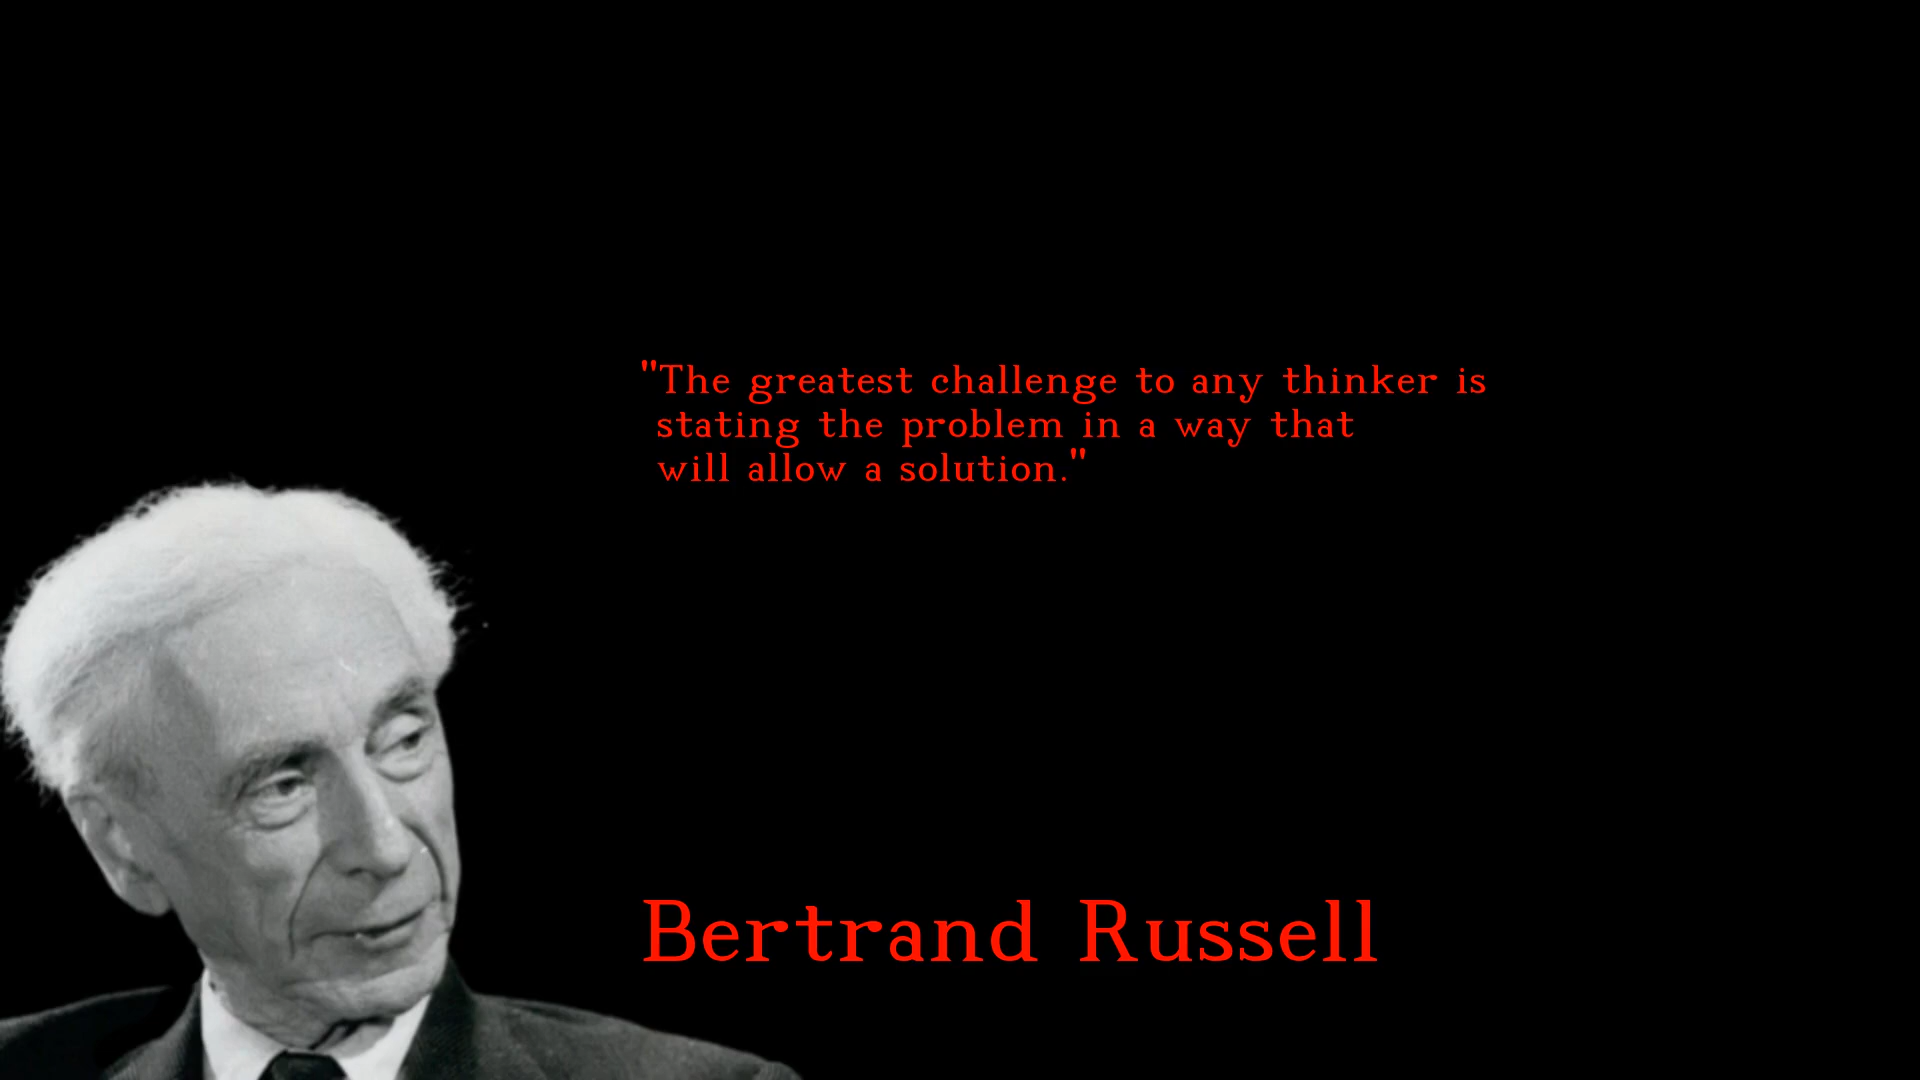 "The greatest challenge to any thinker is
stating the problem in a way that
will allow a solution."
Bertrand Russell